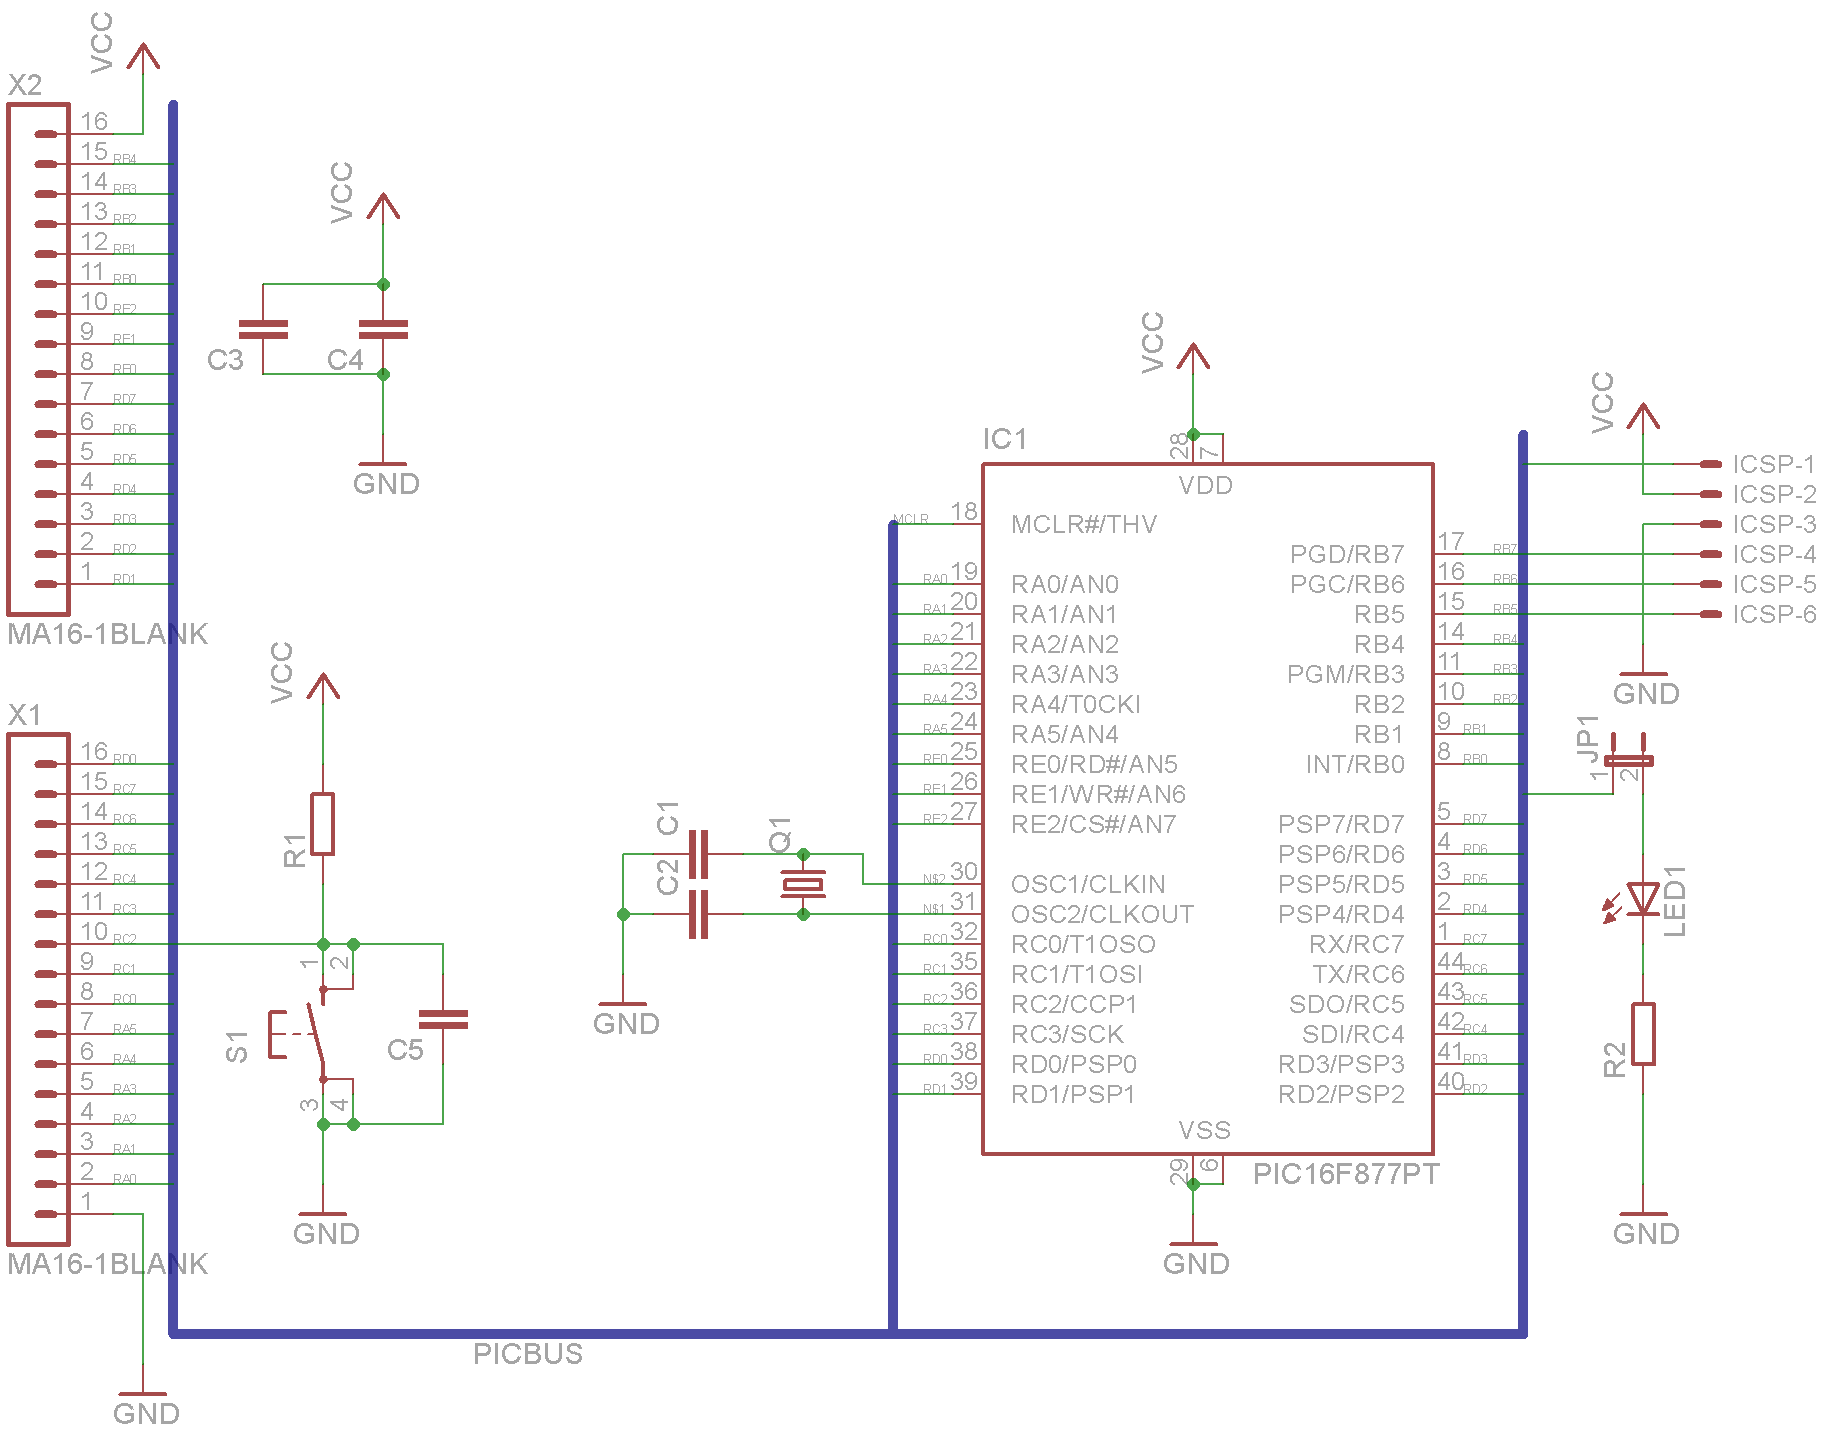 VCC
X2
16
15 RB4
14 RB3
13 RB2
12 RB1
11 RB0
10 RE2
9 RE1
8 RE0
7 RD7
6 RD6
5 RD5
4 RD4
3 RD3
2 RD2
1 RD1
MA16-1BLANK
X1
16 RD0
15 RC7
14 RC6
13 RC5
12 RC4
11 RC3
10 RC2
9 RC1
8 RC0
7 RA5
6 RA4
5 RA3
4 RA2
3 RA1
2 RA0
1
MA16-1BLANK
GND
VCC
C3
C4
GND
VCC
R1
1
2
S1
C5
3
4
GND
PICBUS
C1
C2
Q1
GND
VCC
IC1
28
7
VDD
MCLR 18 MCLR#/THV
RA0 19 RA0/AN0
RA1 20 RA1/AN1
RA2 21 RA2/AN2
RA3 22 RA3/AN3
RA4 23 RA4/T0CKI
RA5 24 RA5/AN4
RE0 25 RE0/RD#/AN5
RE1 26 RE1/WR#/AN6
RE2 27 RE2/CS#/AN7
N$2 30 OSC1/CLKIN
N$1 31 OSC2/CLKOUT
RC0 32 RC0/T1OSO
RC1 35 RC1/T1OSI
RC2 36 RC2/CCP1
RC3 37 RC3/SCK
RD0 38 RD0/PSP0
RD1 39 RD1/PSP1
PGD/RB7 17 RB7
PGC/RB6 16 RB6
RB5 15 RB5
RB4 14 RB4
PGM/RB3 11 RB3
RB2 10 RB2
RB1 9 RB1
INT/RB0 8 RB0
PSP7/RD7 5 RD7
PSP6/RD6 4 RD6
PSP5/RD5 3 RD5
PSP4/RD4 2 RD4
RX/RC7 1 RC7
TX/RC6 44 RC6
SDO/RC5 43 RC5
SDI/RC4 42 RC4
RD3/PSP3 41 RD3
RD2/PSP2 40 RD2
VSS
29
6
PIC16F877PT
GND
VCC
ICSP-1
ICSP-2
ICSP-3
ICSP-4
ICSP-5
ICSP-6
GND
JP1
1
2
LED1
R2
GND